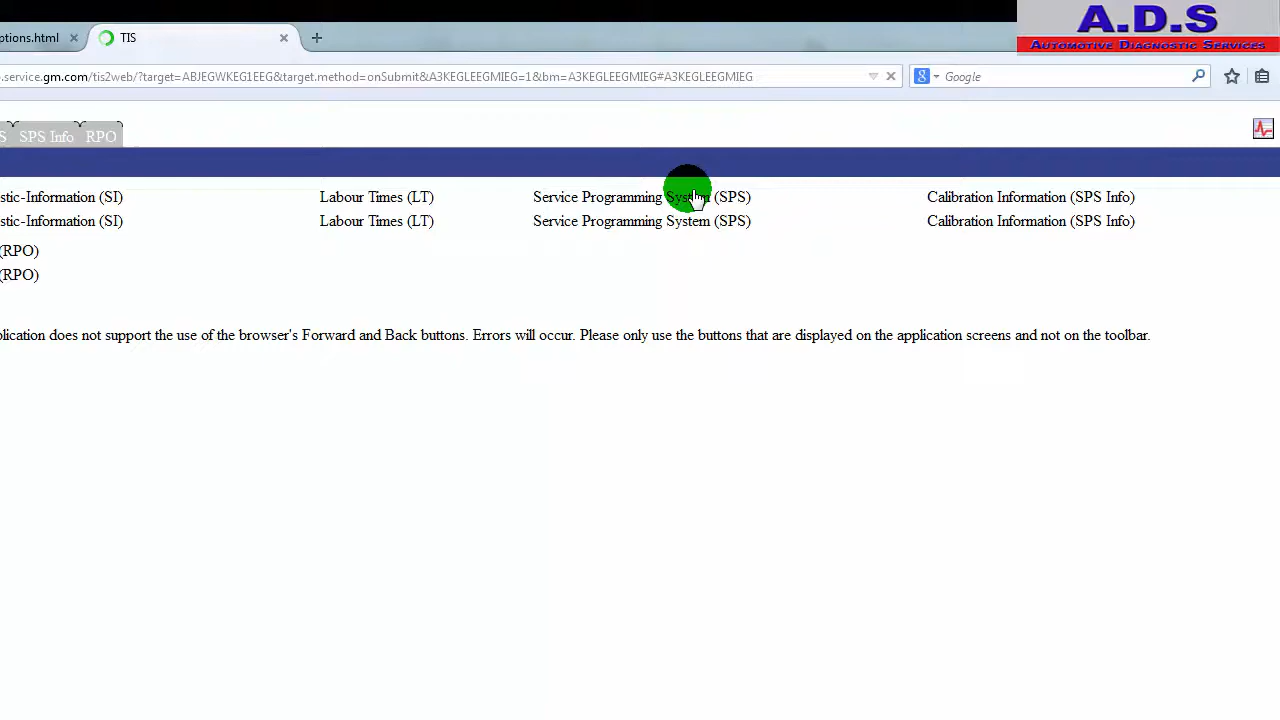 A.D.S
AUTOMOTIVE DIAGNOSTIC SERVICES
ptions.html
TIS
.service.gm.com/tis2web/?target=ABJEGLEEG1EEG&target.method=onSubmit&A3KEGLEEGMIEG=1&bhn=A3KEGLEEGMIEG#A3KEGLEEGMIEG
Google
S SPS Info RPO
stic-Information (SI) Labour Times (LT) Service Programming System (SPS) Calibration Information (SPS Info)
stic-Information (SI) Labour Times (LT) Service Programming System (SPS) Calibration Information (SPS Info)
(RPO)
(RPO)
plication does not support the use of the browser's Forward and Back buttons. Errors will occur. Please only use the buttons that are displayed on the application screens and not on the toolbar.